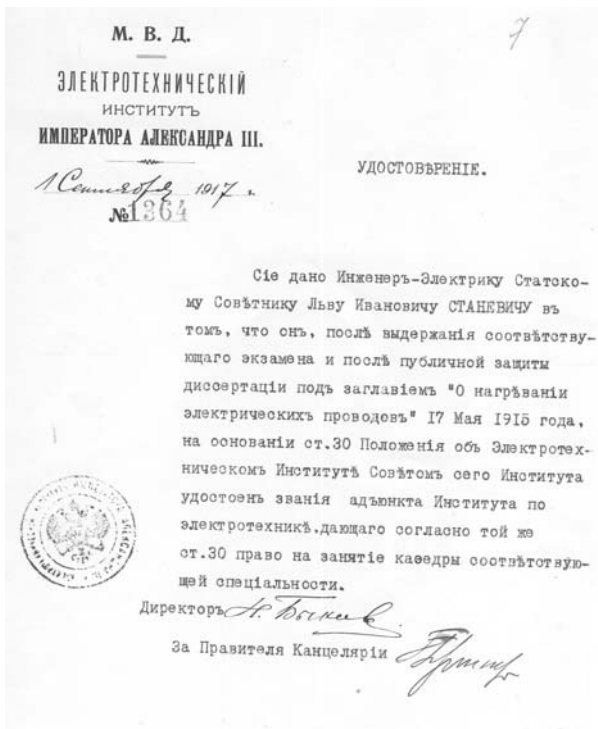 7
М. В. Д.
ЭЛЕКТРОТЕХНИЧЕСКІЙ
ИНСТИТУТЪ
ИМПЕРАТОРА АЛЕКСАНДРА III.
1 Сентября 1917 г.
№1364
УДОСТОВѢРЕНІЕ.
Сіе дано Инженеръ-Электрику Статско-
му Совѣтнику Льву Ивановичу СТАНЕВИЧУ въ
томъ, что онъ, послѣ выдержанія соотвѣтству-
ющаго экзамена и послѣ публичной защиты
диссертаціи подъ заглавіемъ "О нагрѣваніи
электрическихъ проводовъ" 17 Мая 1915 года,
на основаніи ст.30 Положенія объ Электротех-
ническомъ Институтѣ Совѣтомъ сего Института
удостоенъ званія адъюнкта Института по
электротехникѣ,дающаго согласно той же
ст.30 право на занятіе каѳедры соотвѣтствую-
щей спеціальности.
Директоръ Н. Быковъ.
За Правителя Канцеляріи